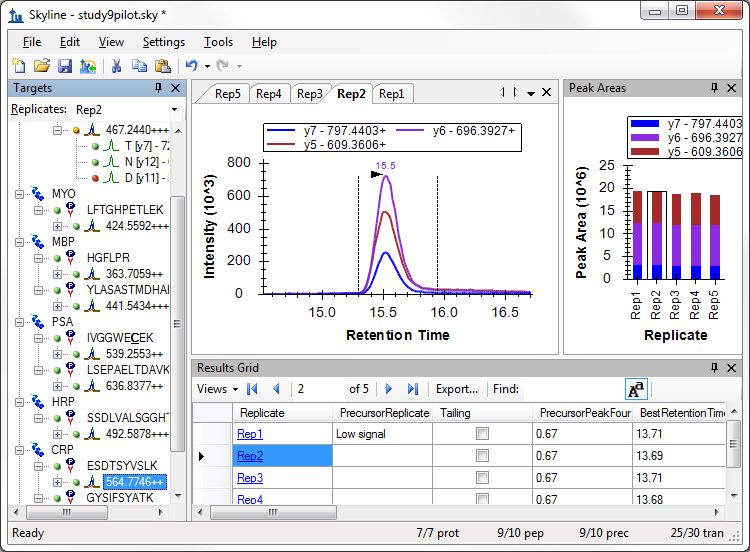 Skyline - study9pilot.sky *
File Edit View Settings Tools Help
Targets
Replicates: Rep2
467.2440+++
T [y7] - 72
N [y12] - 
D [y11] - 
MYO
LFTGHPETLEK
424.5592+++
MBP
HGFLPR
363.7059++
YLASASTMDHA
441.5434+++
PSA
IVGGWECEK
539.2553++
LSEPAELTDAVK
636.8377++
HRP
SSDLVALSGGHT
492.5878+++
CRP
ESDTSYVSLK
564.7746++
GYSIFSYATK
Rep5 Rep4 Rep3 Rep2 Rep1
y7 - 797.4403+ y6 - 696.3927+
y5 - 609.3606+
15.5
800
600
400
200
0
Intensity (10^3)
15.0 15.5 16.0 16.5
Retention Time
Peak Areas
y7 - 797.4403
y6 - 696.3927
y5 - 609.3606
25
20
15
10
5
0
Peak Area (10^6)
Rep1 Rep2 Rep3 Rep4 Rep5
Replicate
Results Grid
Views 2 of 5 Export... Find: Aa
Replicate PrecursorReplicate Tailing PrecursorPeakFour BestRetentionTime
Rep1 Low signal 0.67 13.71
Rep2 0.67 13.69
Rep3 0.67 13.71
Rep4 0.67 13.68
Ready 7/7 prot 9/10 pep 9/10 prec 25/30 tran